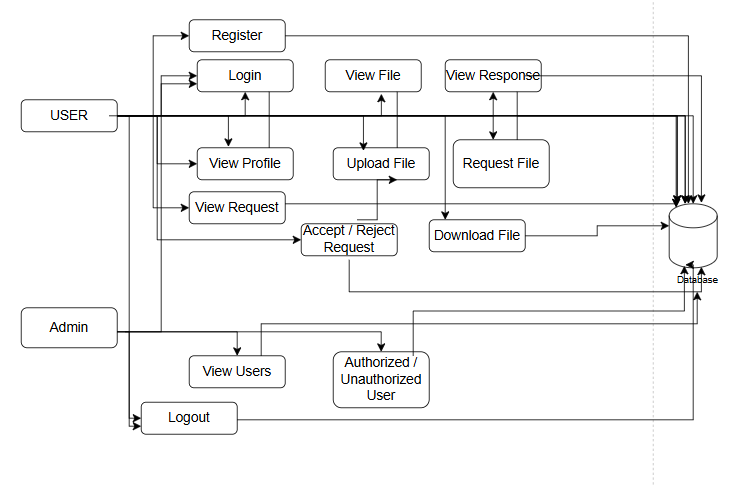 Register
Login
View File
View Response
USER
View Profile
Upload File
Request File
View Request
Accept / Reject
Request
Download File
Database
Admin
View Users
Authorized /
Unauthorized
User
Logout